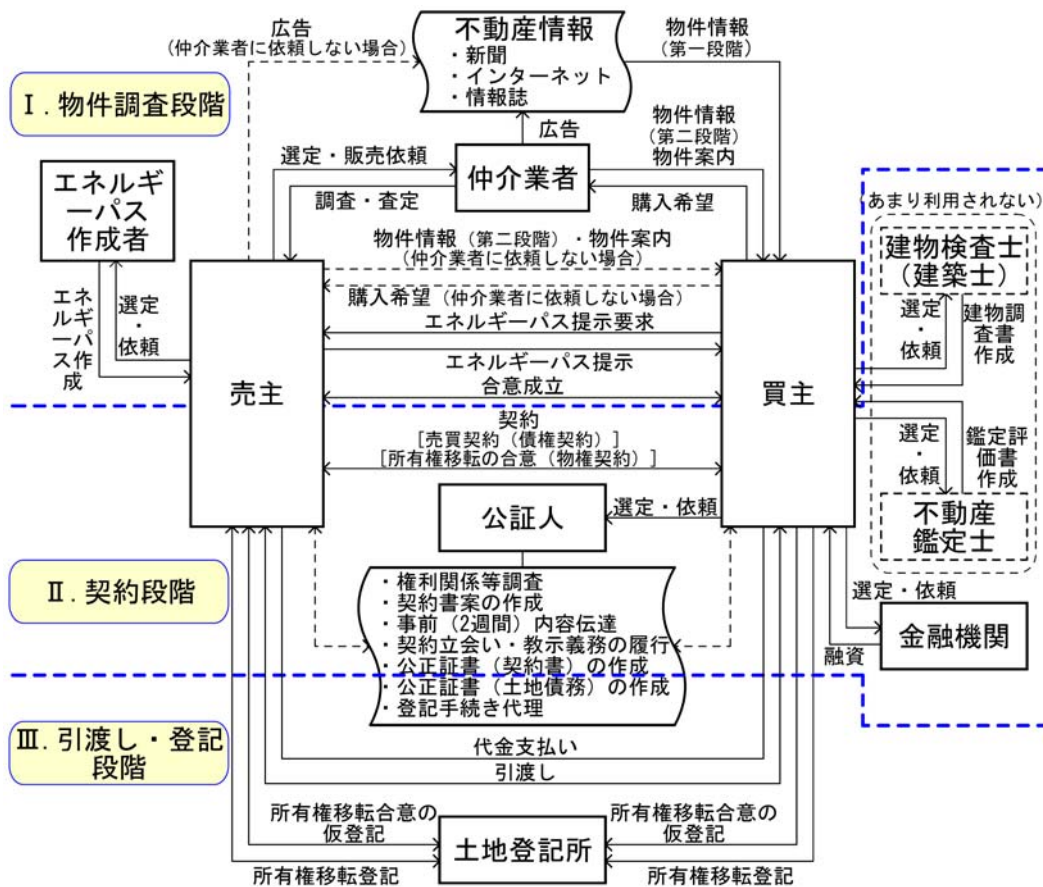 広告
(仲介業者に依頼しない場合)
不動産情報
・新聞
・インターネット
・情報誌
物件情報
(第一段階)
Ⅰ. 物件調査段階
広告
選定・販売依頼
仲介業者
物件情報
(第二段階)
物件案内
調査・査定
購入希望
エネルギ
ーパス
作成者
(あまり利用されない)
建物検査士
(建築士)
物件情報(第二段階)・物件案内
(仲介業者に依頼しない場合)
購入希望(仲介業者に依頼しない場合)
エネルギーパス提示要求
エネルギーパス提示
合意成立
エネ
ルギ
ーパ
ス作
成
選定
・
依頼
売主
買主
選定
・
依頼
建物調
査書
作成
契約
[売買契約(債権契約)]
[所有権移転の合意(物権契約)]
選定
・
依頼
鑑定評
価書
作成
公証人
選定・依頼
不動産
鑑定士
Ⅱ. 契約段階
・権利関係等調査
・契約書案の作成
・事前(2週間)内容伝達
・契約立会い・教示義務の履行
・公正証書(契約書)の作成
・公正証書(土地債務)の作成
・登記手続き代理
選定・依頼
金融機関
融資
Ⅲ. 引渡し・登記
段階
代金支払い
引渡し
所有権移転合意の
仮登記
所有権移転合意の
仮登記
土地登記所
所有権移転登記
所有権移転登記